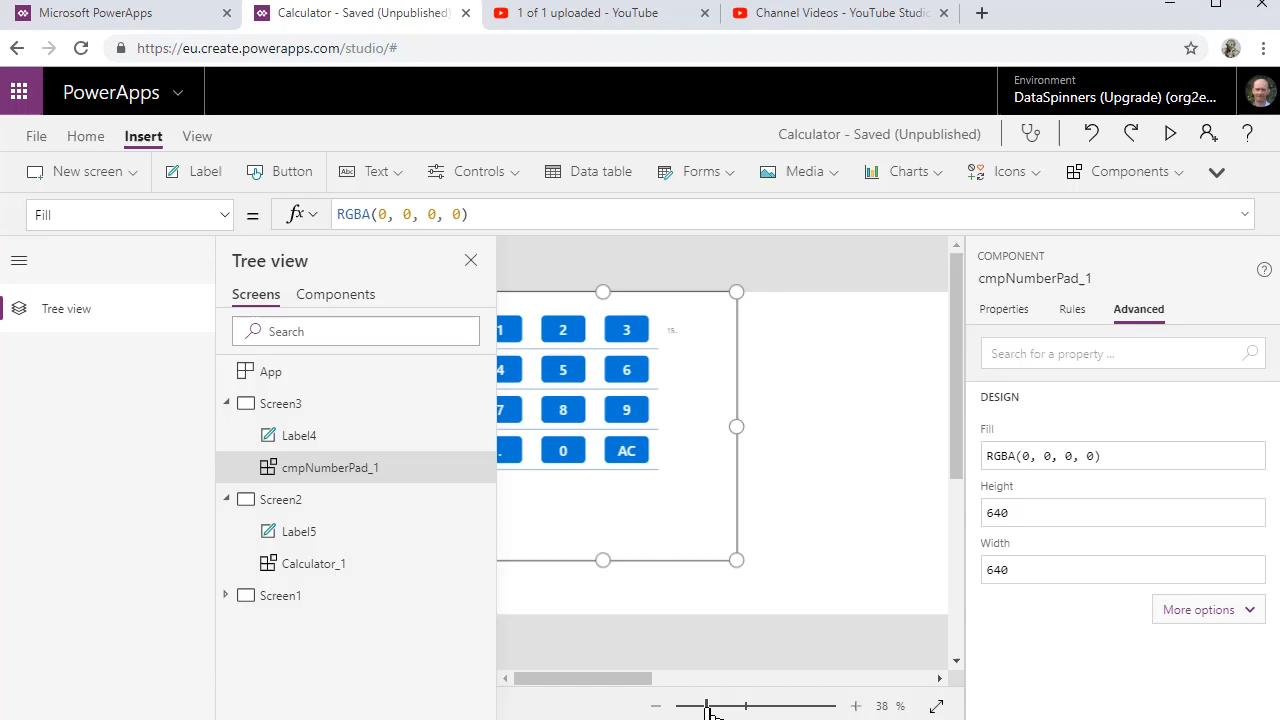 Microsoft PowerApps
Calculator - Saved (Unpublished)
1 of 1 uploaded - YouTube
Channel Videos - YouTube Studio
https://eu.create.powerapps.com/studio/#
PowerApps
Environment
DataSpinners (Upgrade) (org2e...
File
Home
Insert
View
Calculator - Saved (Unpublished)
?
New screen
Label
Button
Text
Controls
Data table
Forms
Media
Charts
Icons
Components
Fill
=
fx
RGBA(0, 0, 0, 0)
Tree view
Tree view
Screens
Components
Search
App
Screen3
Label4
cmpNumberPad_1
Screen2
Label5
Calculator_1
Screen1
1 2 3
4 5 6
7 8 9
. 0 AC
COMPONENT
cmpNumberPad_1
Properties
Rules
Advanced
Search for a property ...
DESIGN
Fill
RGBA(0, 0, 0, 0)
Height
640
Width
640
More options
38 %